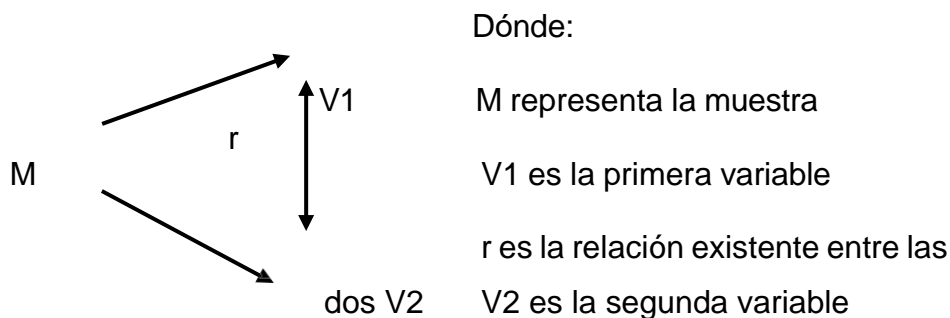 Dónde:
V1 M representa la muestra
r
M V1 es la primera variable
r es la relación existente entre las
dos V2 V2 es la segunda variable